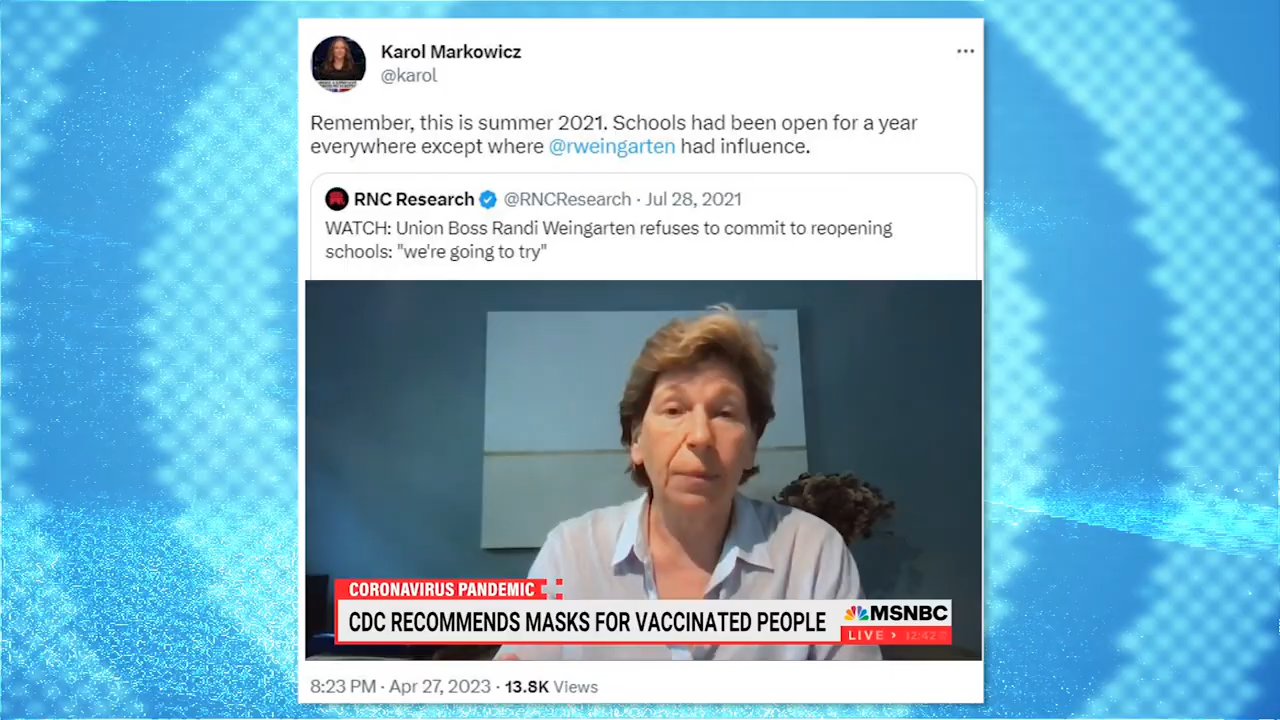 Karol Markowicz
@karol
Remember, this is summer 2021. Schools had been open for a year
everywhere except where @rweingarten had influence.
RNC Research @RNCResearch · Jul 28, 2021
WATCH: Union Boss Randi Weingarten refuses to commit to reopening
schools: "we're going to try"
CORONAVIRUS PANDEMIC
CDC RECOMMENDS MASKS FOR VACCINATED PEOPLE
MSNBC
LIVE
8:23 PM · Apr 27, 2023 · 13.8K Views